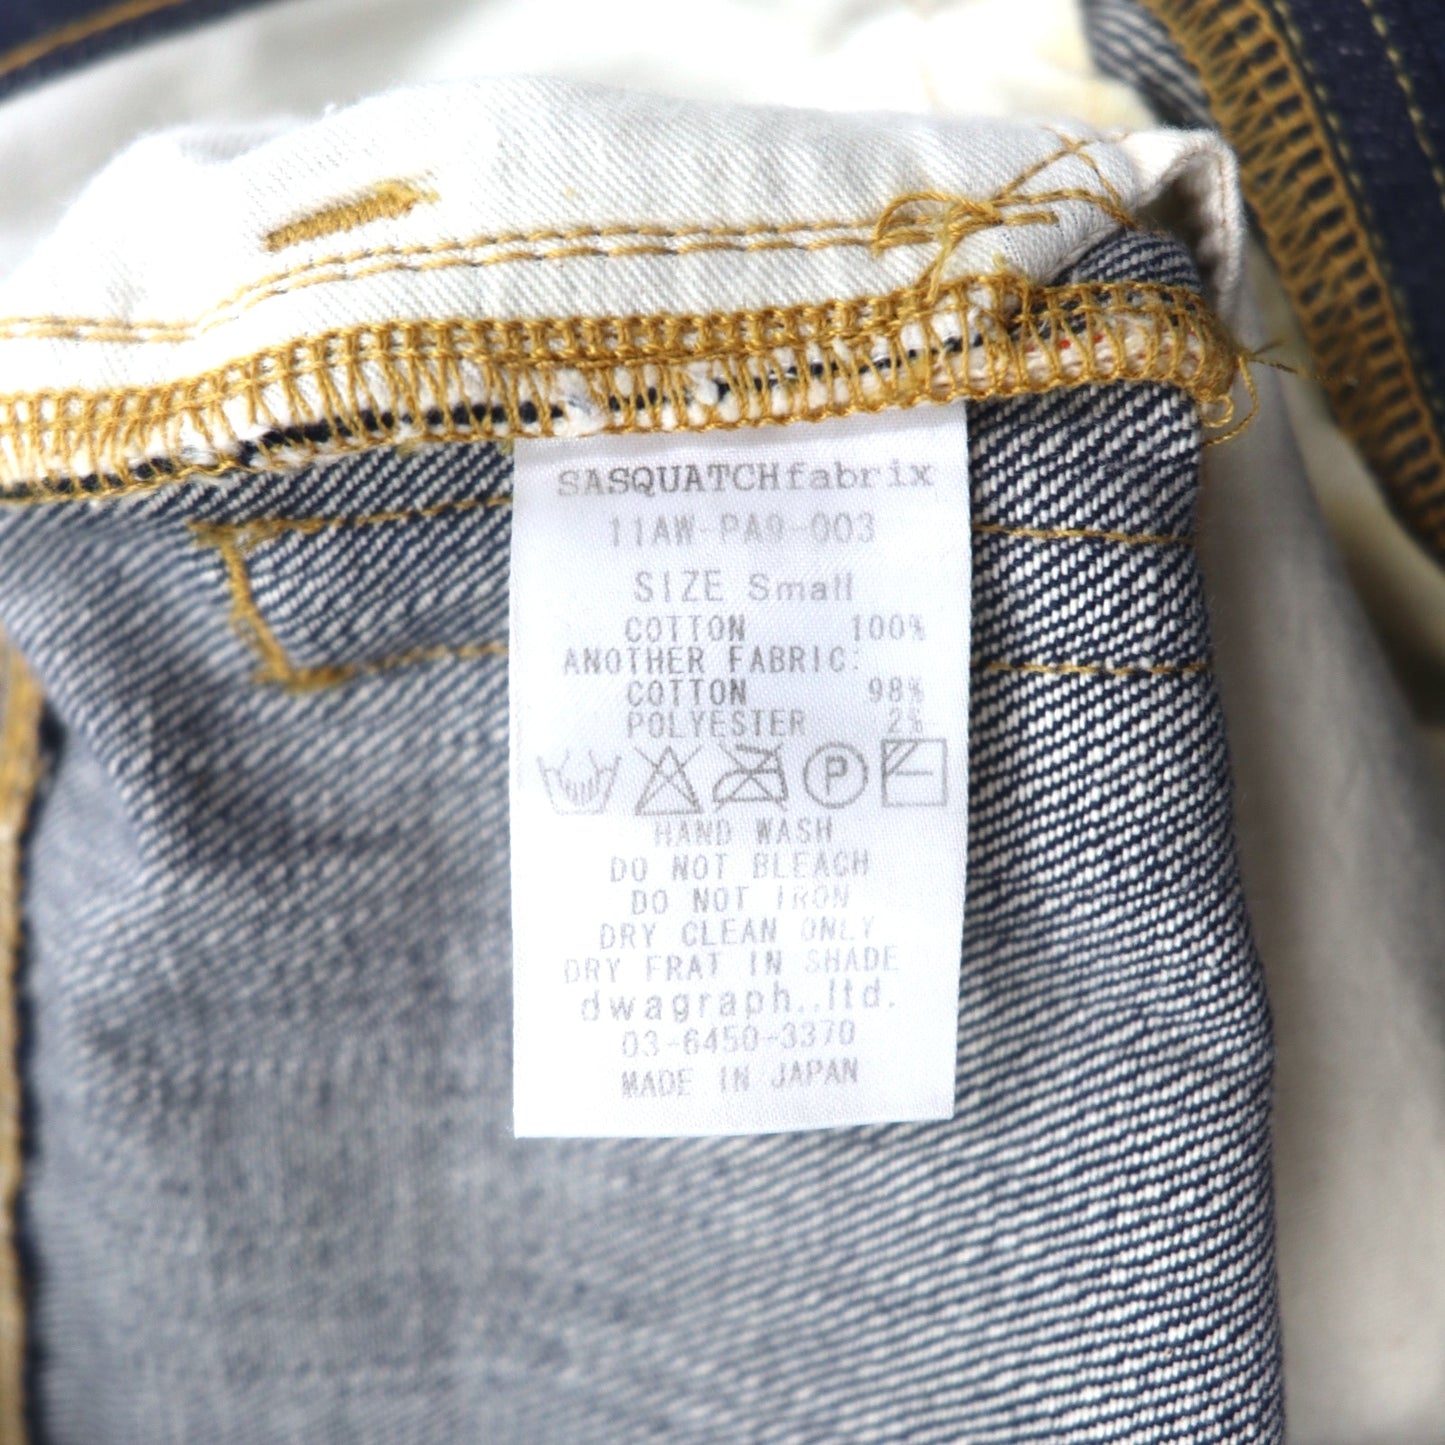 SASQUATCHfabrix
11AW-PA9-003
SIZE Small
COTTON 100%
ANOTHER FABRIC:
COTTON 98%
POLYESTER 2%
P
HAND WASH
DO NOT BLEACH
DO NOT IRON
DRY CLEAN ONLY
DRY FRAT IN SHADE
dwagraph.,ltd.
03-6450-3370
MADE IN JAPAN